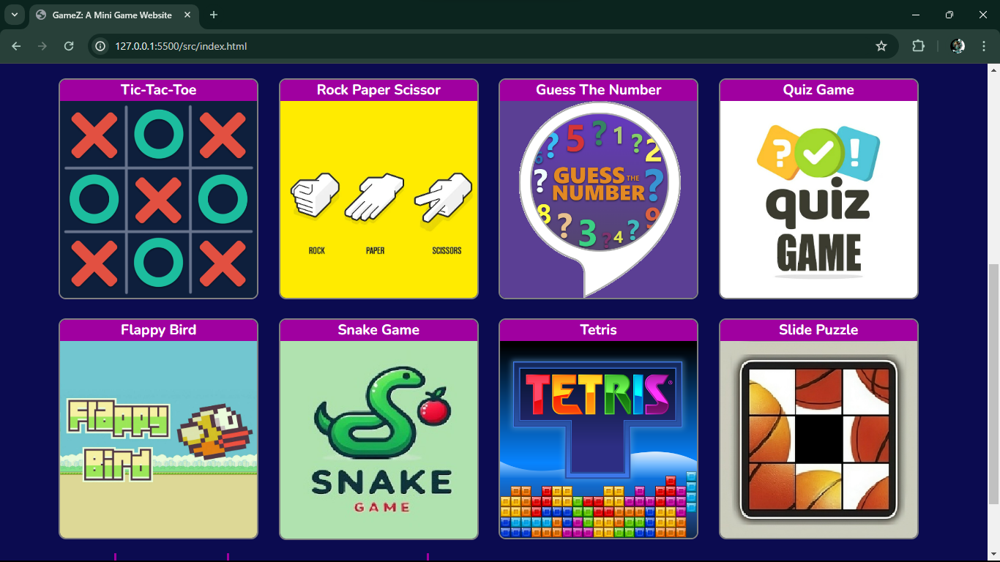 GameZ: A Mini Game Website
127.0.0.1:5500/src/index.html
Tic-Tac-Toe
Rock Paper Scissor
Guess The Number
Quiz Game
ROCK
PAPER
SCISSORS
5 ? 1 ? 2
? ?
6
?
GUESS THE
NUMBER
8 ? 3 ? 4 ? 9
? ! 
quiz
GAME
Flappy Bird
Snake Game
Tetris
Slide Puzzle
Flappy
Bird
SNAKE
GAME
TETRIS®